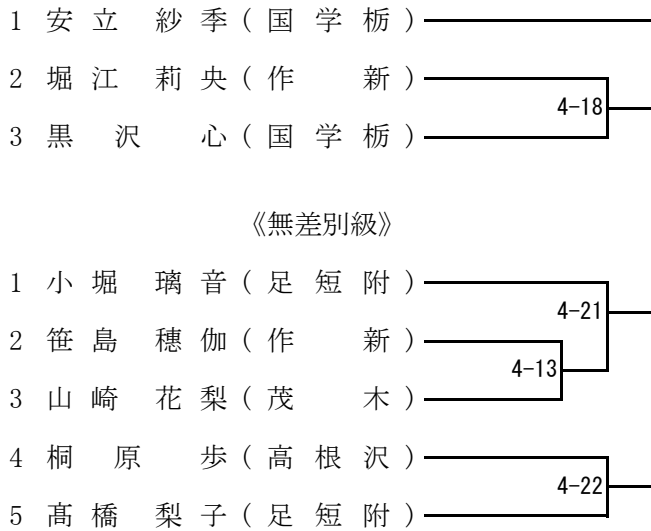 1 安立 紗季(国学栃)
2 堀江 莉央(作 新)
4-18
3 黒沢 心(国学栃)
《無差別級》
1 小堀 璃音(足短附)
4-21
2 笹島 穂伽(作 新)
4-13
3 山崎 花梨(茂 木)
4 桐原 歩(高根沢)
4-22
5 髙橋 梨子(足短附)